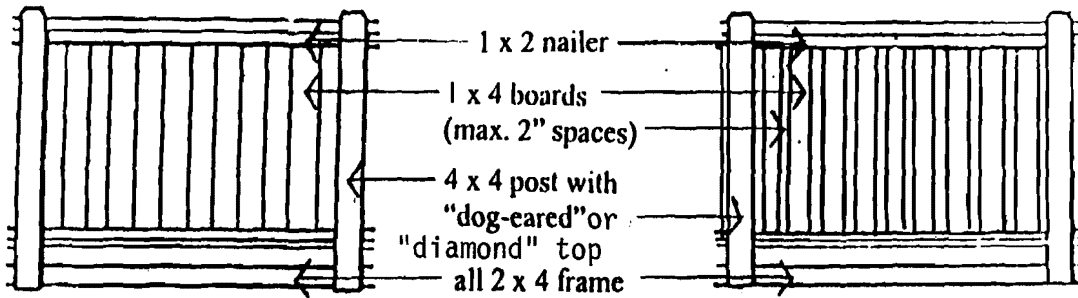 1 x 2 nailer
1 x 4 boards
(max. 2" spaces)
4 x 4 post with
"dog-eared"or
"diamond" top
all 2 x 4 frame